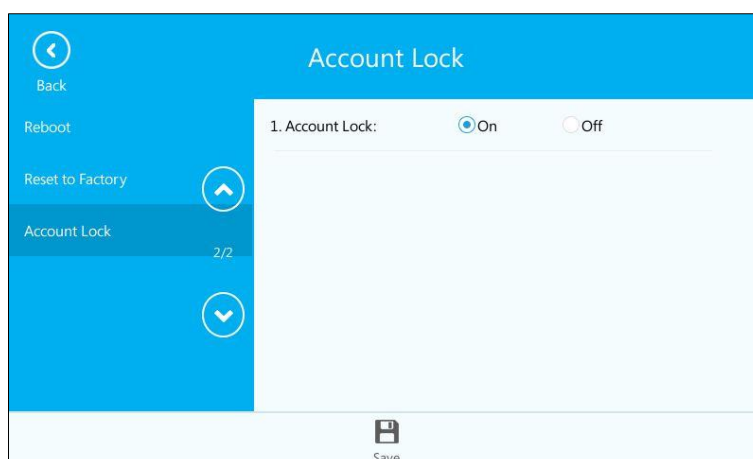 Account Lock
Back
Reboot
1. Account Lock: On Off
Reset to Factory
Account Lock
2/2
Save